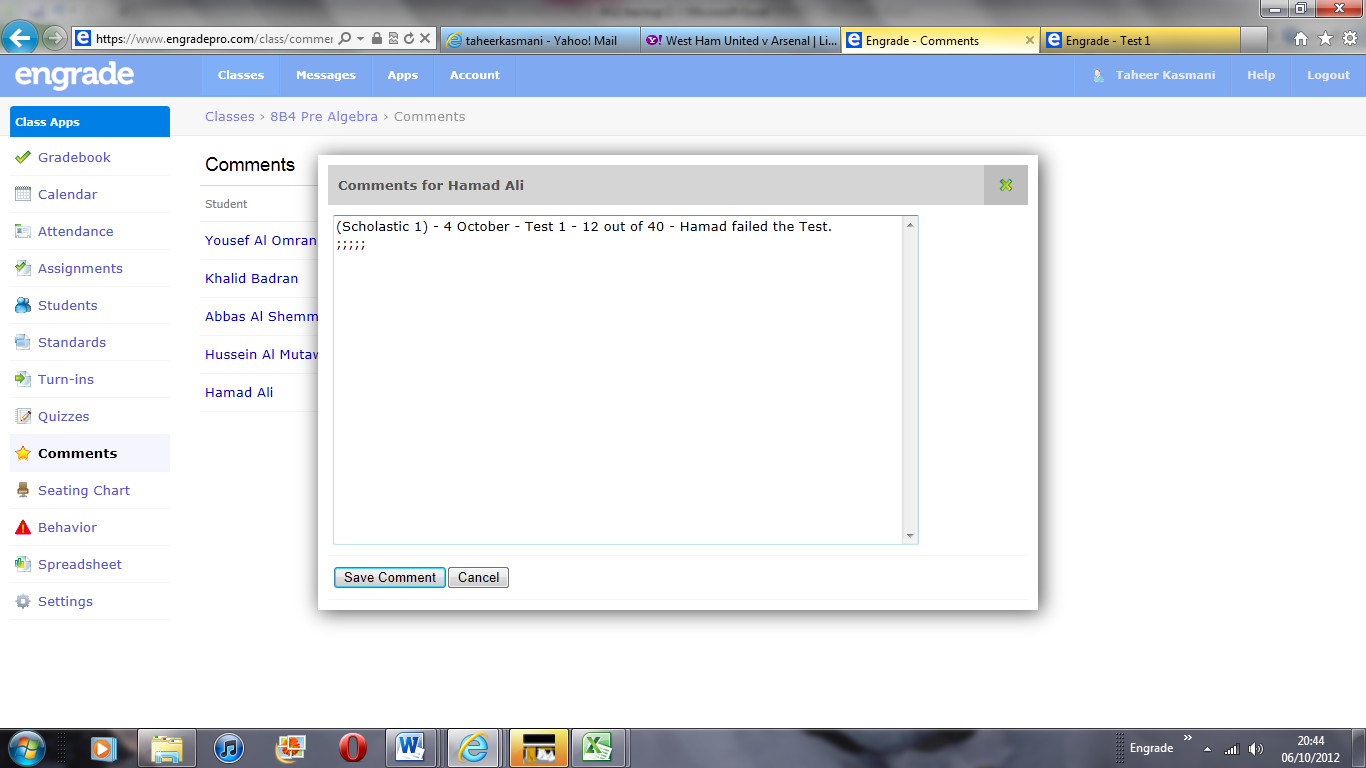 https://www.engradepro.com/class/commer
taheerkasmani - Yahoo! Mail
West Ham United v Arsenal | Li...
Engrade - Comments
Engrade - Test 1
engrade
Classes
Messages
Apps
Account
Taheer Kasmani
Help
Logout
Class Apps
Gradebook
Calendar
Attendance
Assignments
Students
Standards
Turn-ins
Quizzes
Comments
Seating Chart
Behavior
Spreadsheet
Settings
Classes › 8B4 Pre Algebra › Comments
Comments
Student
Yousef Al Omran
Khalid Badran
Abbas Al Shemm
Hussein Al Mutaw
Hamad Ali
Comments for Hamad Ali
(Scholastic 1) - 4 October - Test 1 - 12 out of 40 - Hamad failed the Test.
;;;;;
Save Comment
Cancel
Engrade
20:44
06/10/2012